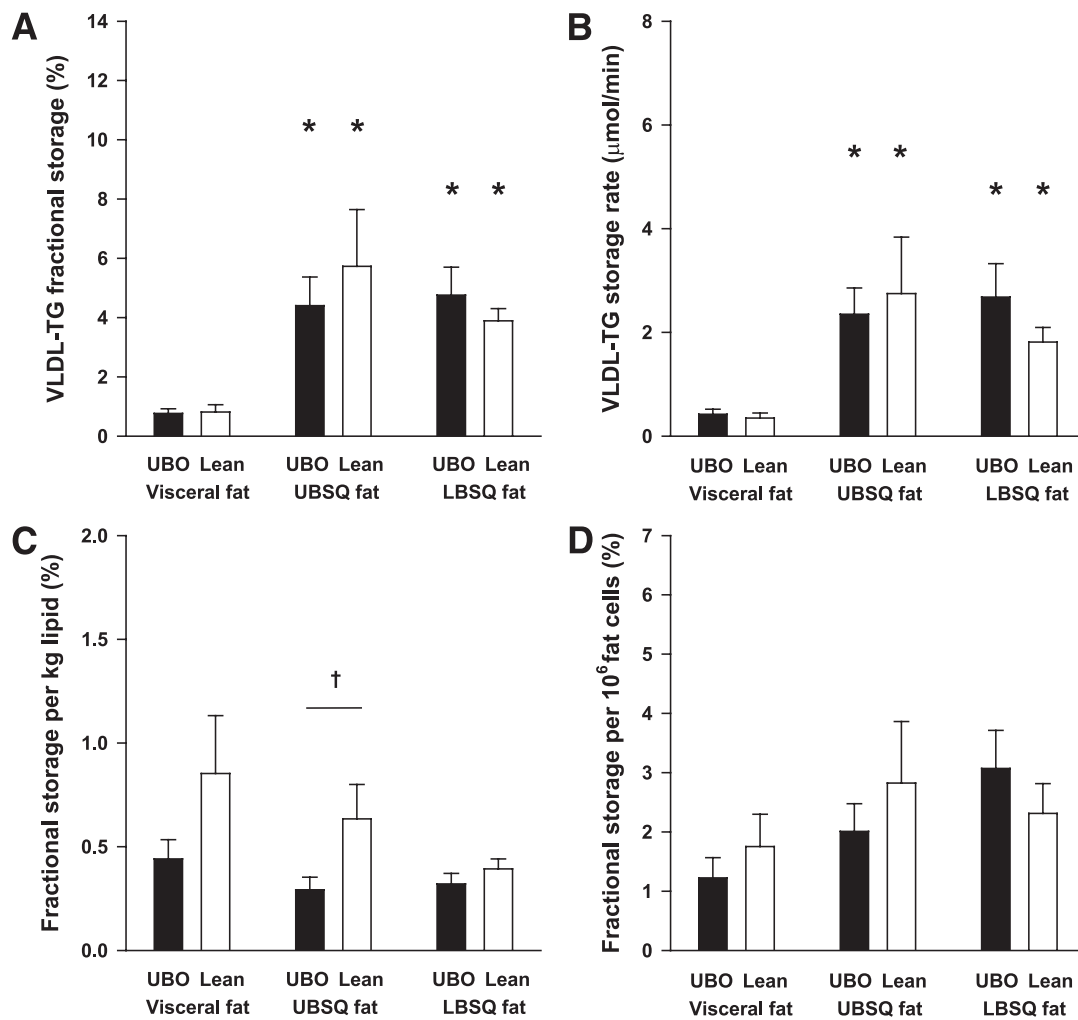 A
VLDL-TG fractional storage (%)
14
12
10
8
6
4
2
0
* * * *
UBO Lean UBO Lean UBO Lean
Visceral fat UBSQ fat LBSQ fat
B
VLDL-TG storage rate (μmol/min)
8
6
4
2
0
* * * *
UBO Lean UBO Lean UBO Lean
Visceral fat UBSQ fat LBSQ fat
C
Fractional storage per kg lipid (%)
2.0
1.5
1.0
0.5
0.0
†
UBO Lean UBO Lean UBO Lean
Visceral fat UBSQ fat LBSQ fat
D
Fractional storage per 10⁶ fat cells (%)
7
6
5
4
3
2
1
0
UBO Lean UBO Lean UBO Lean
Visceral fat UBSQ fat LBSQ fat